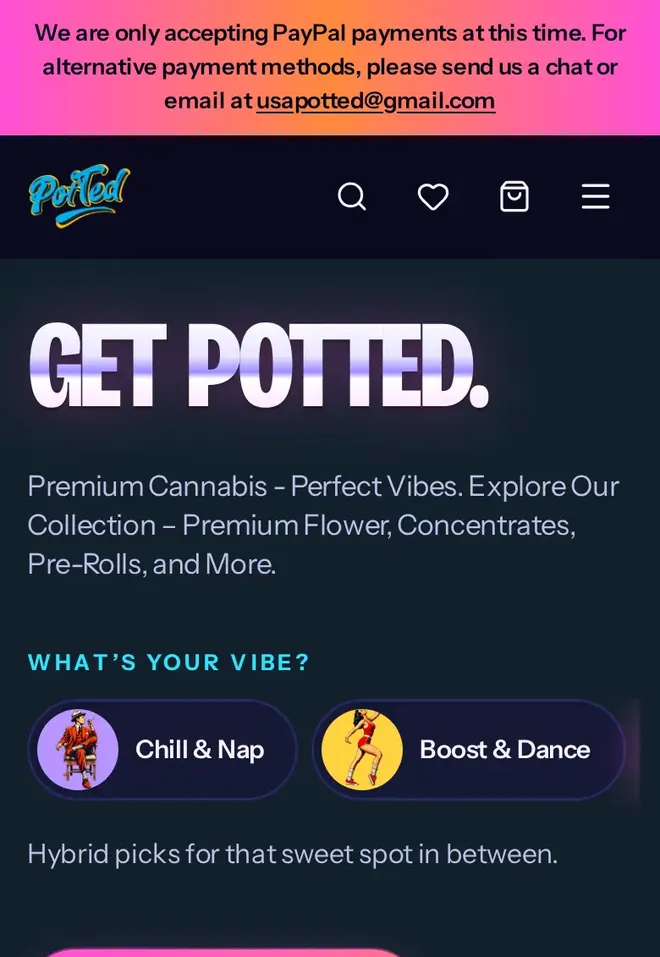 We are only accepting PayPal payments at this time. For
alternative payment methods, please send us a chat or
email at usapotted@gmail.com
PotTed
GET POTTED.
Premium Cannabis - Perfect Vibes. Explore Our
Collection – Premium Flower, Concentrates,
Pre-Rolls, and More.
WHAT’S YOUR VIBE?
Chill & Nap
Boost & Dance
Hybrid picks for that sweet spot in between.